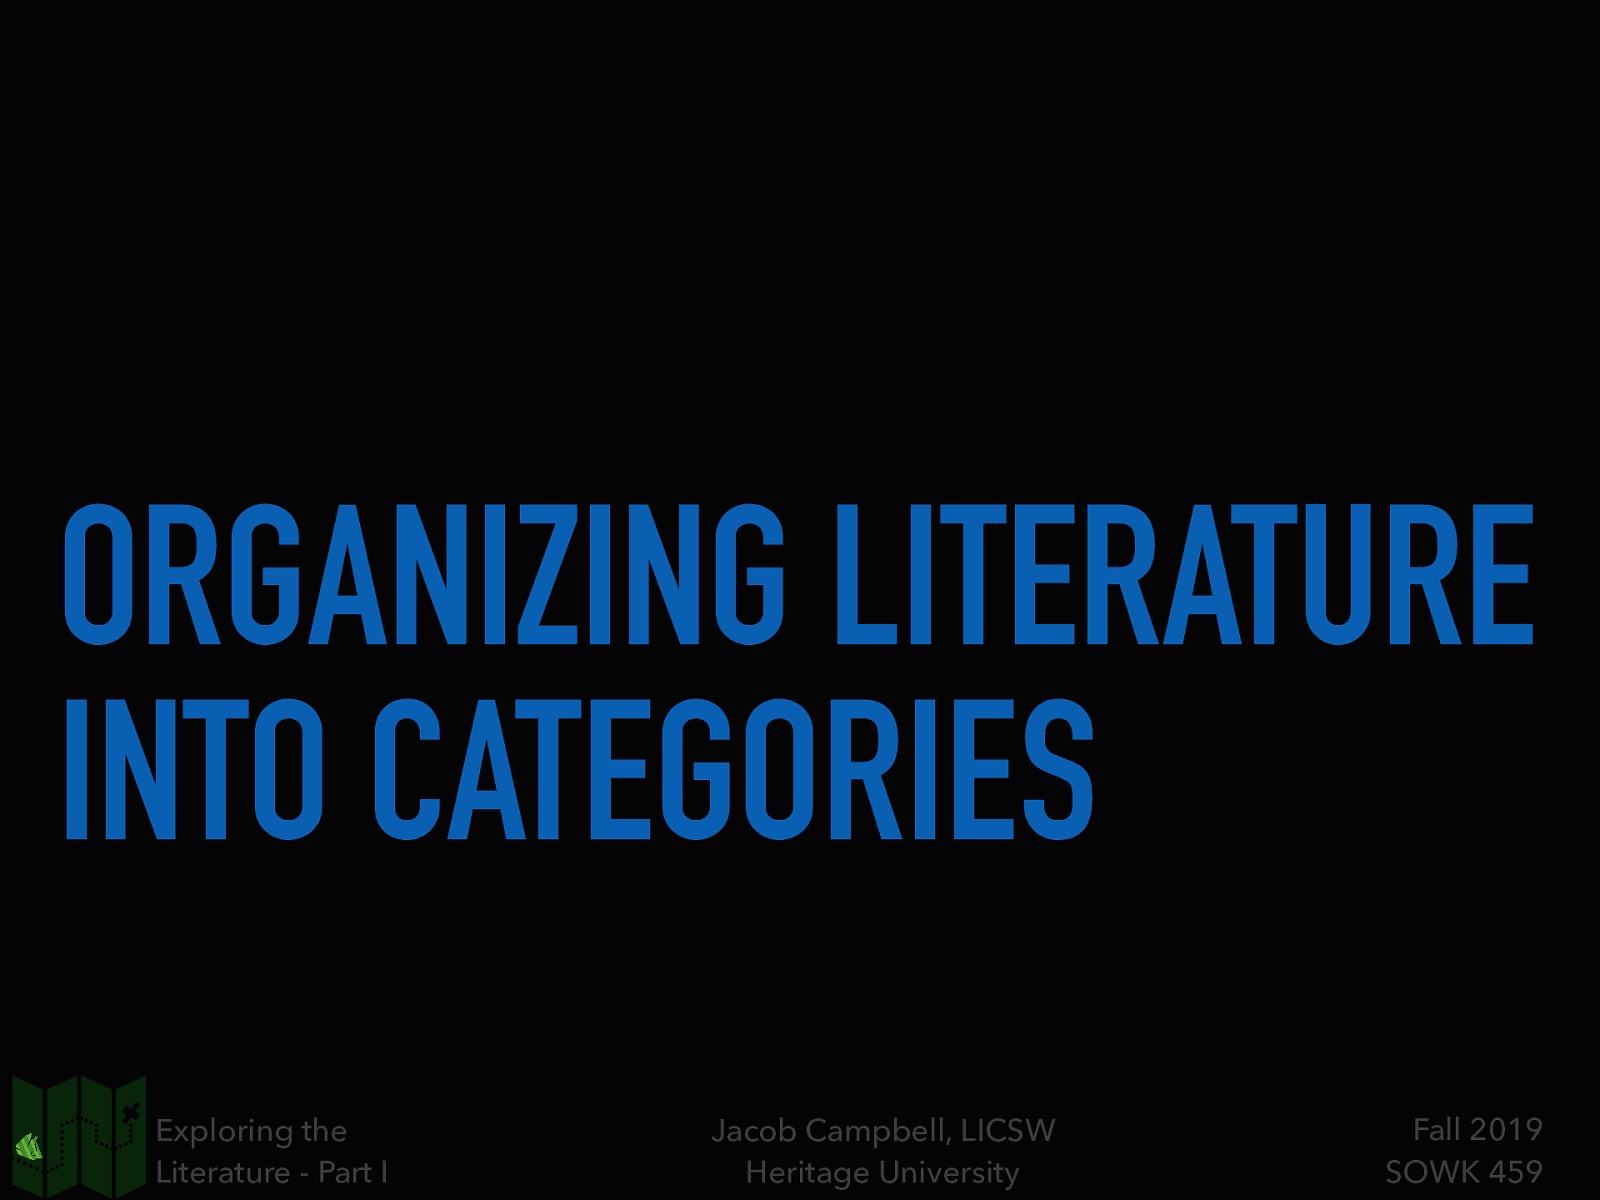 ORGANIZING LITERATURE
INTO CATEGORIES
Exploring the
Literature - Part I
Jacob Campbell, LICSW
Heritage University
Fall 2019
SOWK 459